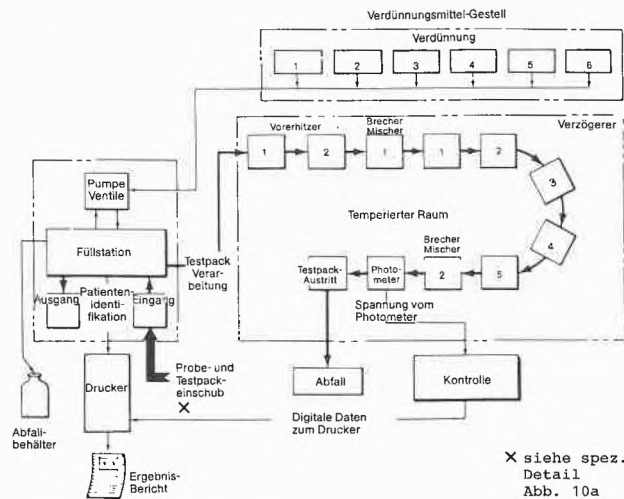 Verdünnungsmittel-Gestell
Verdünnung
1 2 3 4 5 6
Verzögerer
Vorerhitzer
Brecher
Mischer
1 2 1 1 2
3
4
Temperierter Raum
Brecher
Mischer
Testpack-
Austritt
Photo-
meter
2
5
Spannung vom
Photometer
Pumpe
Ventile
Füllstation
Testpack
Verar-
beitung
Ausgang
Patienten-
identi-
fikation
Eingang
Probe- und
Testpack-
einschub
X
Drucker
Abfall
Kontrolle
Digitale Daten
zum Drucker
Abfall-
behälter
Ergebnis-
Bericht
X siehe spez.
Detail
Abb. 10a